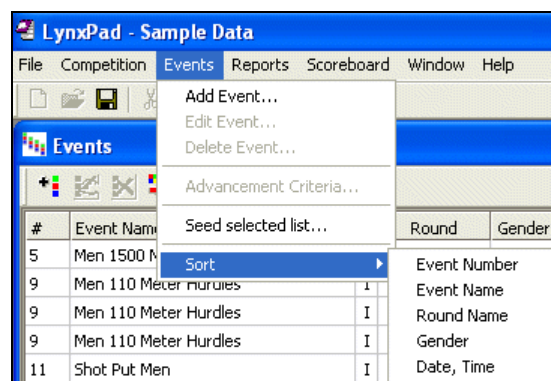 LynxPad - Sample Data
File Competition Events Reports Scoreboard Window Help
Add Event...
Edit Event...
Delete Event...
Advancement Criteria...
Seed selected list...
Sort
Event Number
Event Name
Round Name
Gender
Date, Time
Events
# Event Nam Round Gender
5 Men 1500 M
9 Men 110 Meter Hurdles I
9 Men 110 Meter Hurdles I
9 Men 110 Meter Hurdles I
11 Shot Put Men I